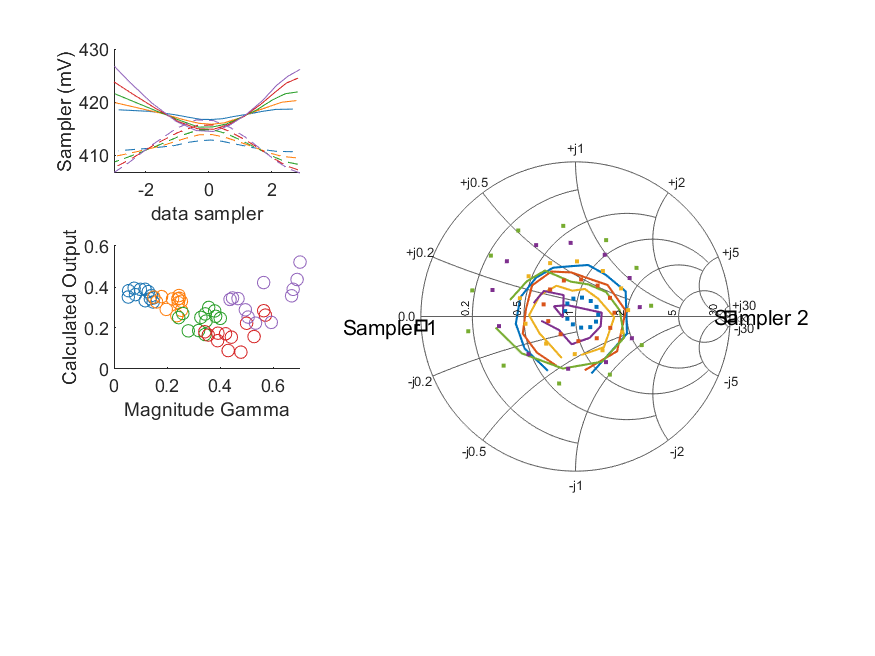 430
420
410
Sampler (mV)
-2
0
2
data sampler
0.6
0.4
0.2
0
Calculated Output
0
0.2
0.4
0.6
Magnitude Gamma
+j1
+j0.5
+j2
+j0.2
+j5
0.0
0.2
0.5
1
2
5
30
+j30
-j30
Sampler 1
Sampler 2
-j0.2
-j5
-j0.5
-j2
-j1